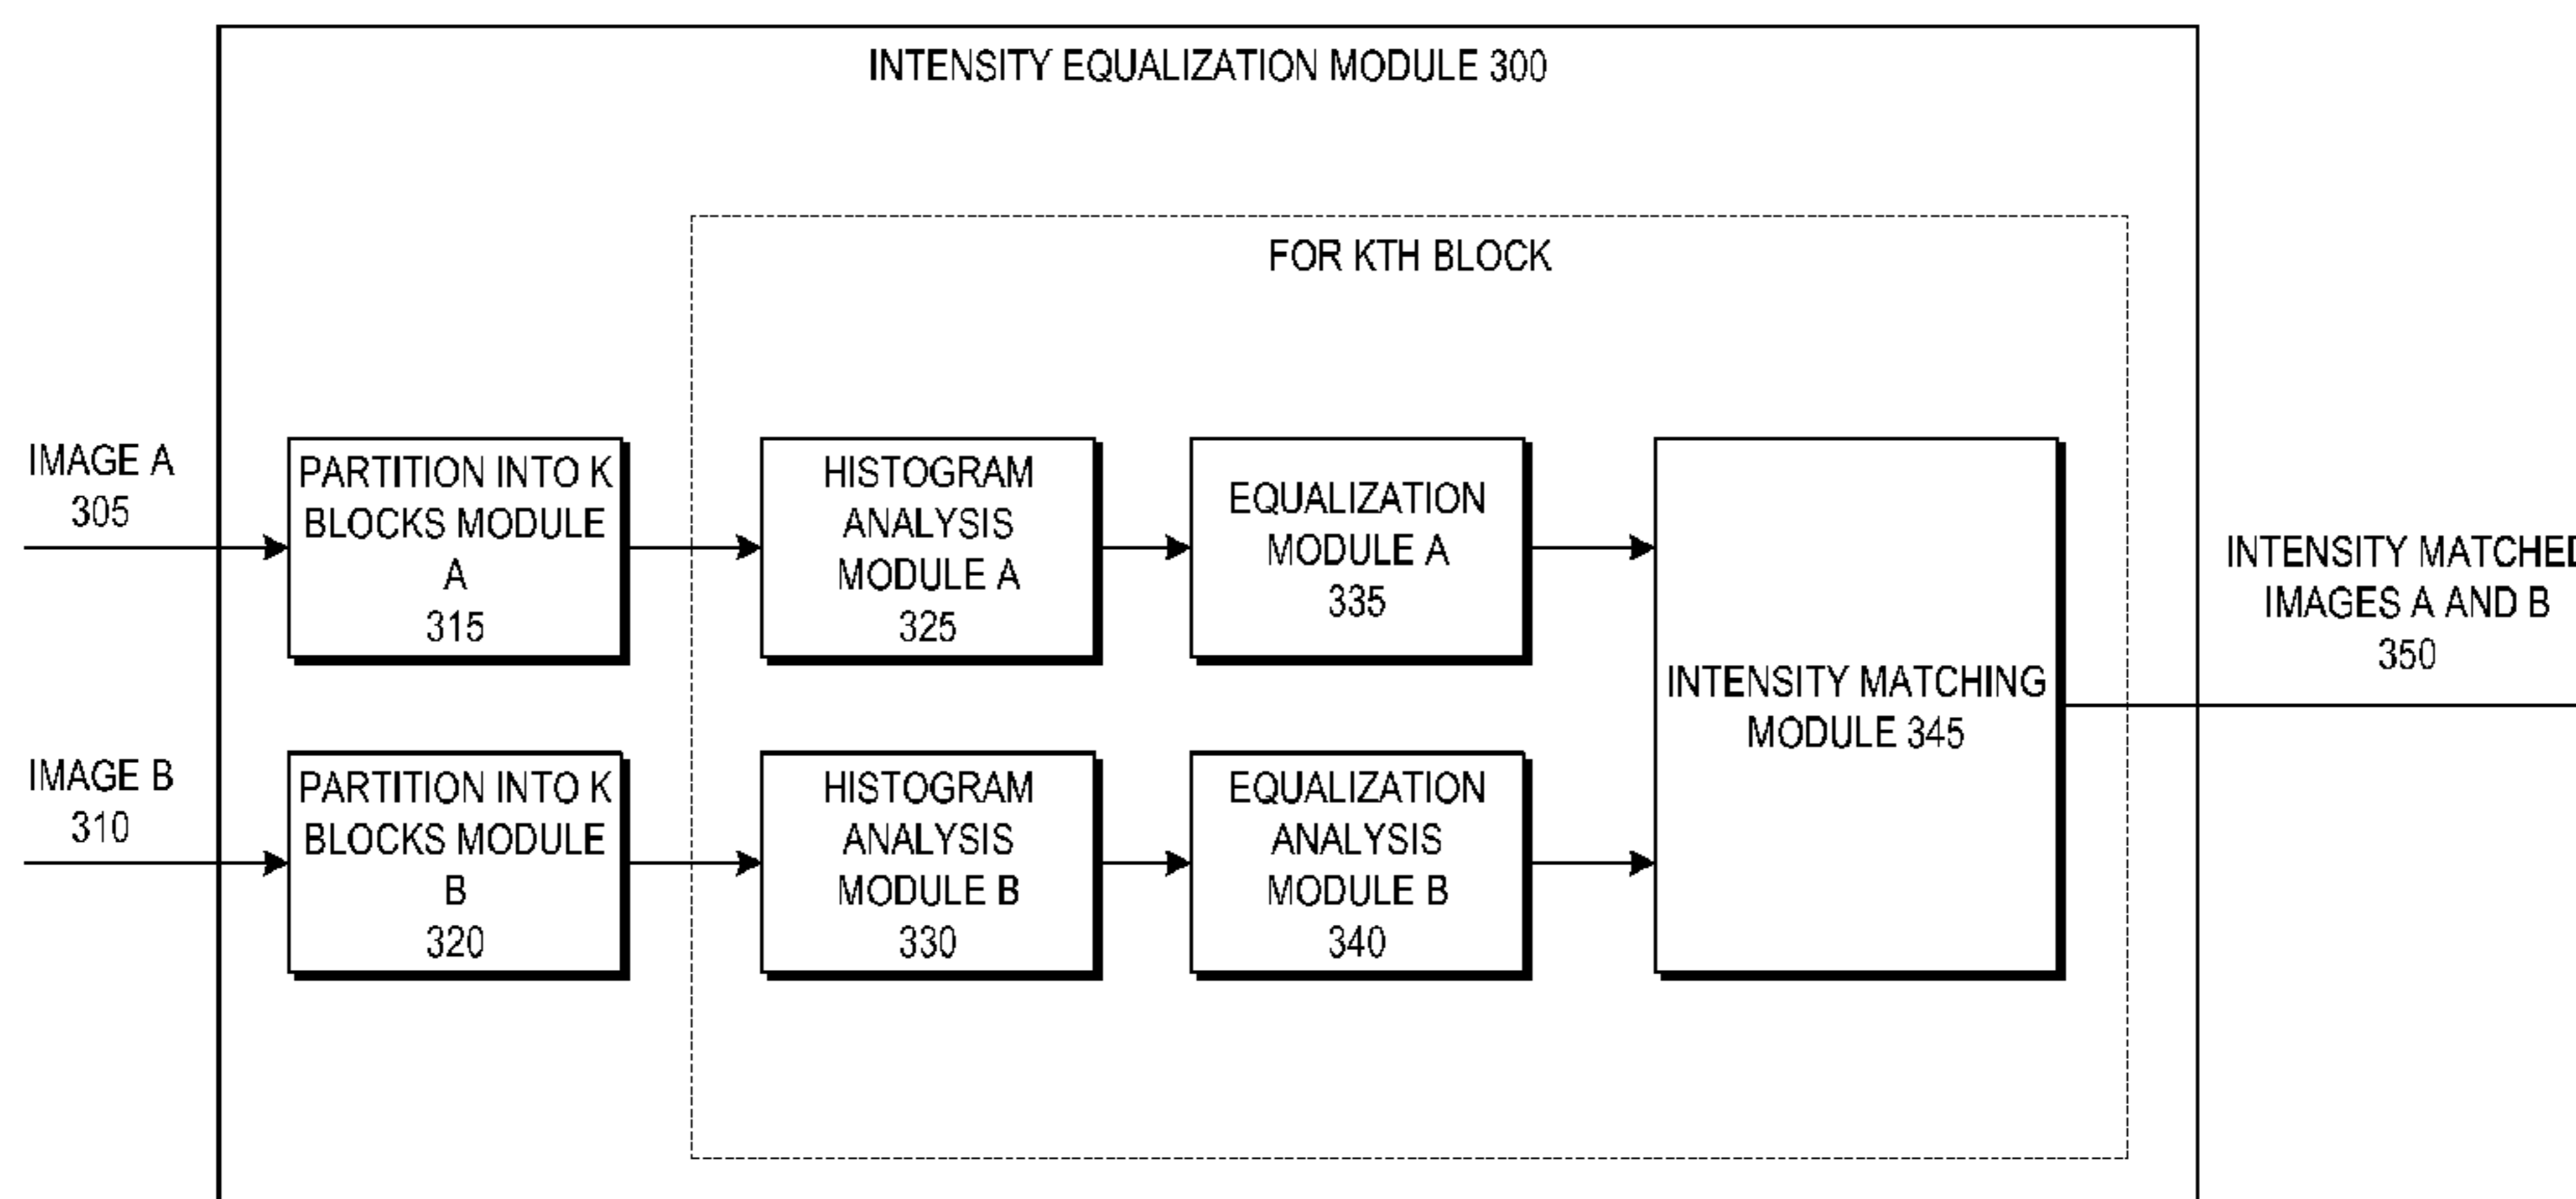 INTENSITY EQUALIZATION MODULE 300
FOR KTH BLOCK
IMAGE A
305
PARTITION INTO K
BLOCKS MODULE
A
315
HISTOGRAM
ANALYSIS
MODULE A
325
EQUALIZATION
MODULE A
335
INTENSITY MATCHING
MODULE 345
INTENSITY MATCHED
IMAGES A AND B
350
IMAGE B
310
PARTITION INTO K
BLOCKS MODULE
B
320
HISTOGRAM
ANALYSIS
MODULE B
330
EQUALIZATION
ANALYSIS
MODULE B
340